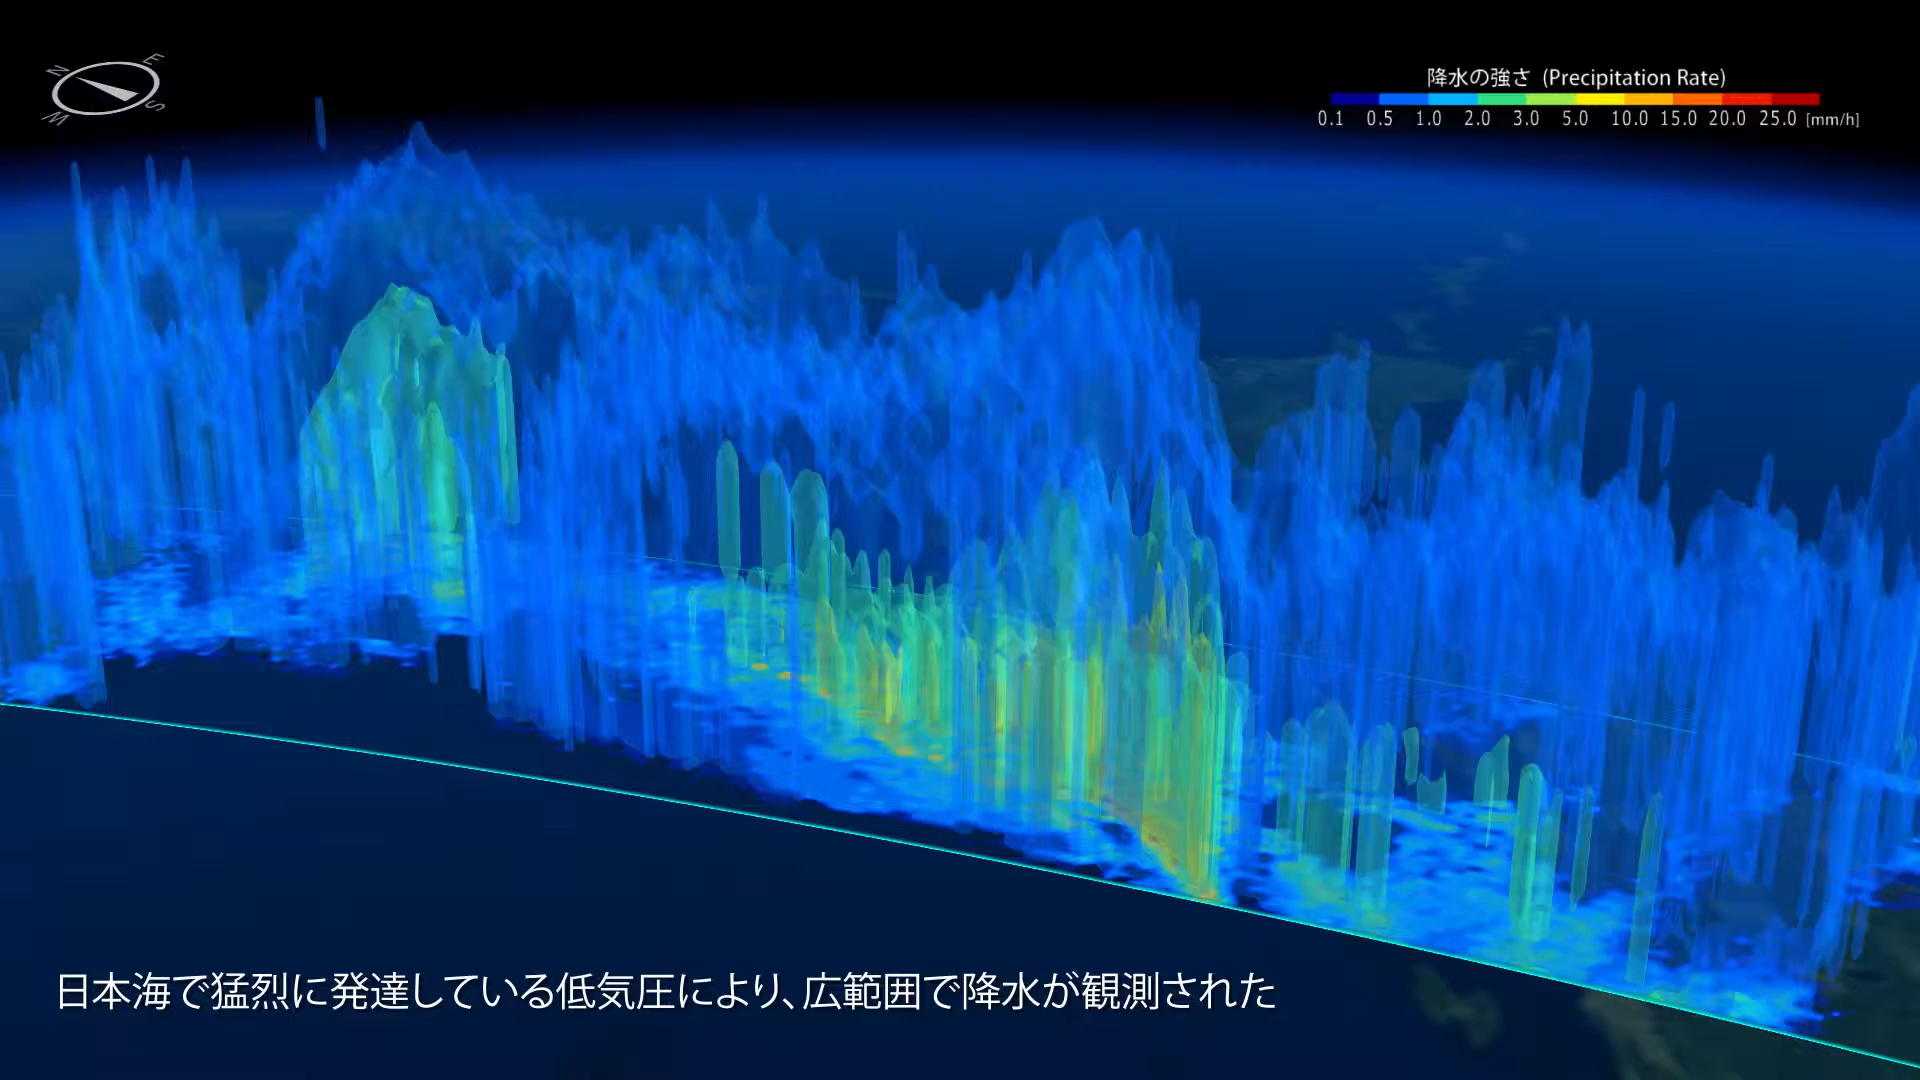 N
E
S
W
降水の強さ (Precipitation Rate)
0.1 0.5 1.0 2.0 3.0 5.0 10.0 15.0 20.0 25.0 [mm/h]
日本海で猛烈に発達している低気圧により、広範囲で降水が観測された